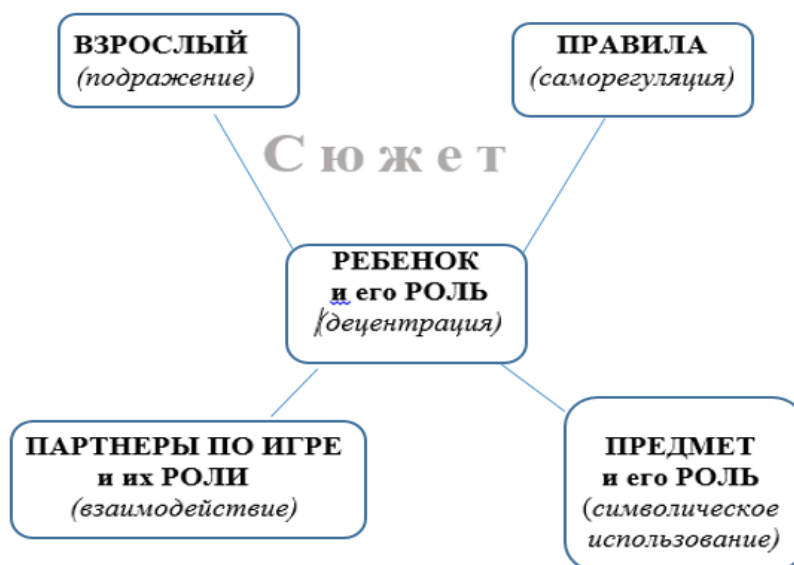 ВЗРОСЛЫЙ
(подражение)
ПРАВИЛА
(саморегуляция)
Сюжет
РЕБЕНОК
и его РОЛЬ
(децентрация)
ПАРТНЕРЫ ПО ИГРЕ
и их РОЛИ
(взаимодействие)
ПРЕДМЕТ
и его РОЛЬ
(символическое
использование)